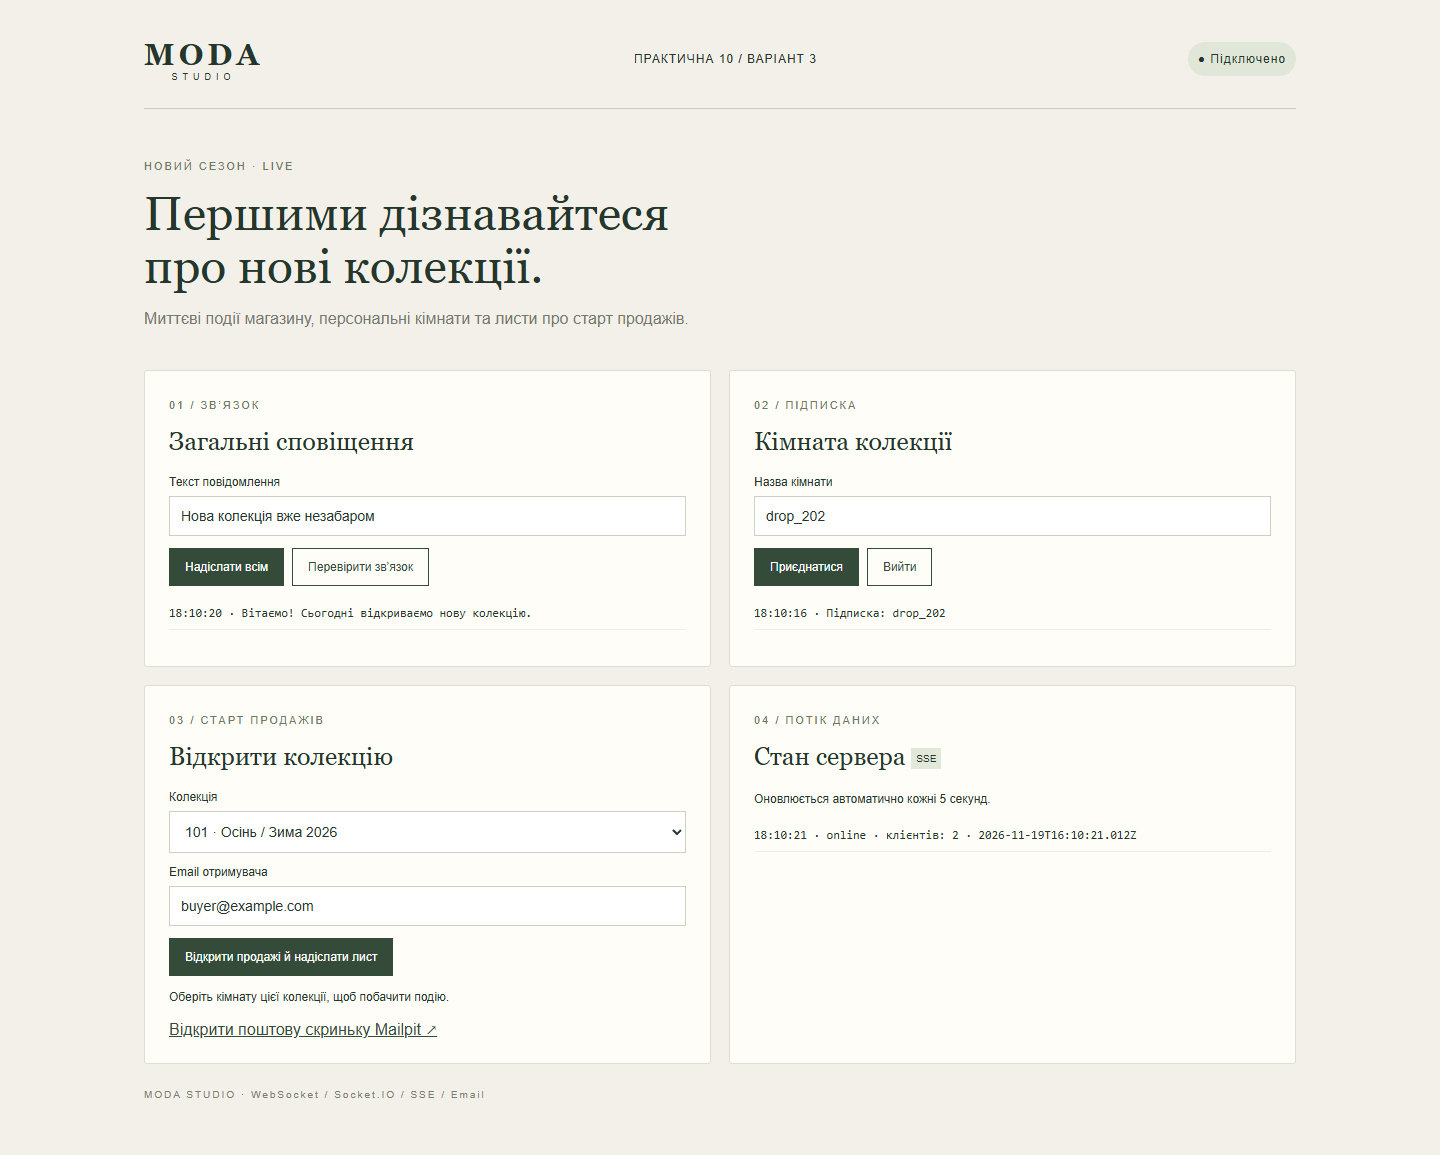 MODA
STUDIO
ПРАКТИЧНА 10 / ВАРІАНТ 3
● Підключено
НОВИЙ СЕЗОН · LIVE
Першими дізнавайтеся
про нові колекції.
Миттєві події магазину, персональні кімнати та листи про старт продажів.
01 / ЗВ'ЯЗОК
Загальні сповіщення
Текст повідомлення
Нова колекція вже незабаром
Надіслати всім
Перевірити зв'язок
18:10:20 · Вітаємо! Сьогодні відкриваємо нову колекцію.
02 / ПІДПИСКА
Кімната колекції
Назва кімнати
drop_202
Приєднатися
Вийти
18:10:16 · Підписка: drop_202
03 / СТАРТ ПРОДАЖІВ
Відкрити колекцію
Колекція
101 · Осінь / Зима 2026
Email отримувача
buyer@example.com
Відкрити продажі й надіслати лист
Оберіть кімнату цієї колекції, щоб побачити подію.
Відкрити поштову скриньку Mailpit ↗
04 / ПОТІК ДАНИХ
Стан сервера SSE
Оновлюється автоматично кожні 5 секунд.
18:10:21 · online · клієнтів: 2 · 2026-11-19T16:10:21.012Z
MODA STUDIO · WebSocket / Socket.IO / SSE / Email